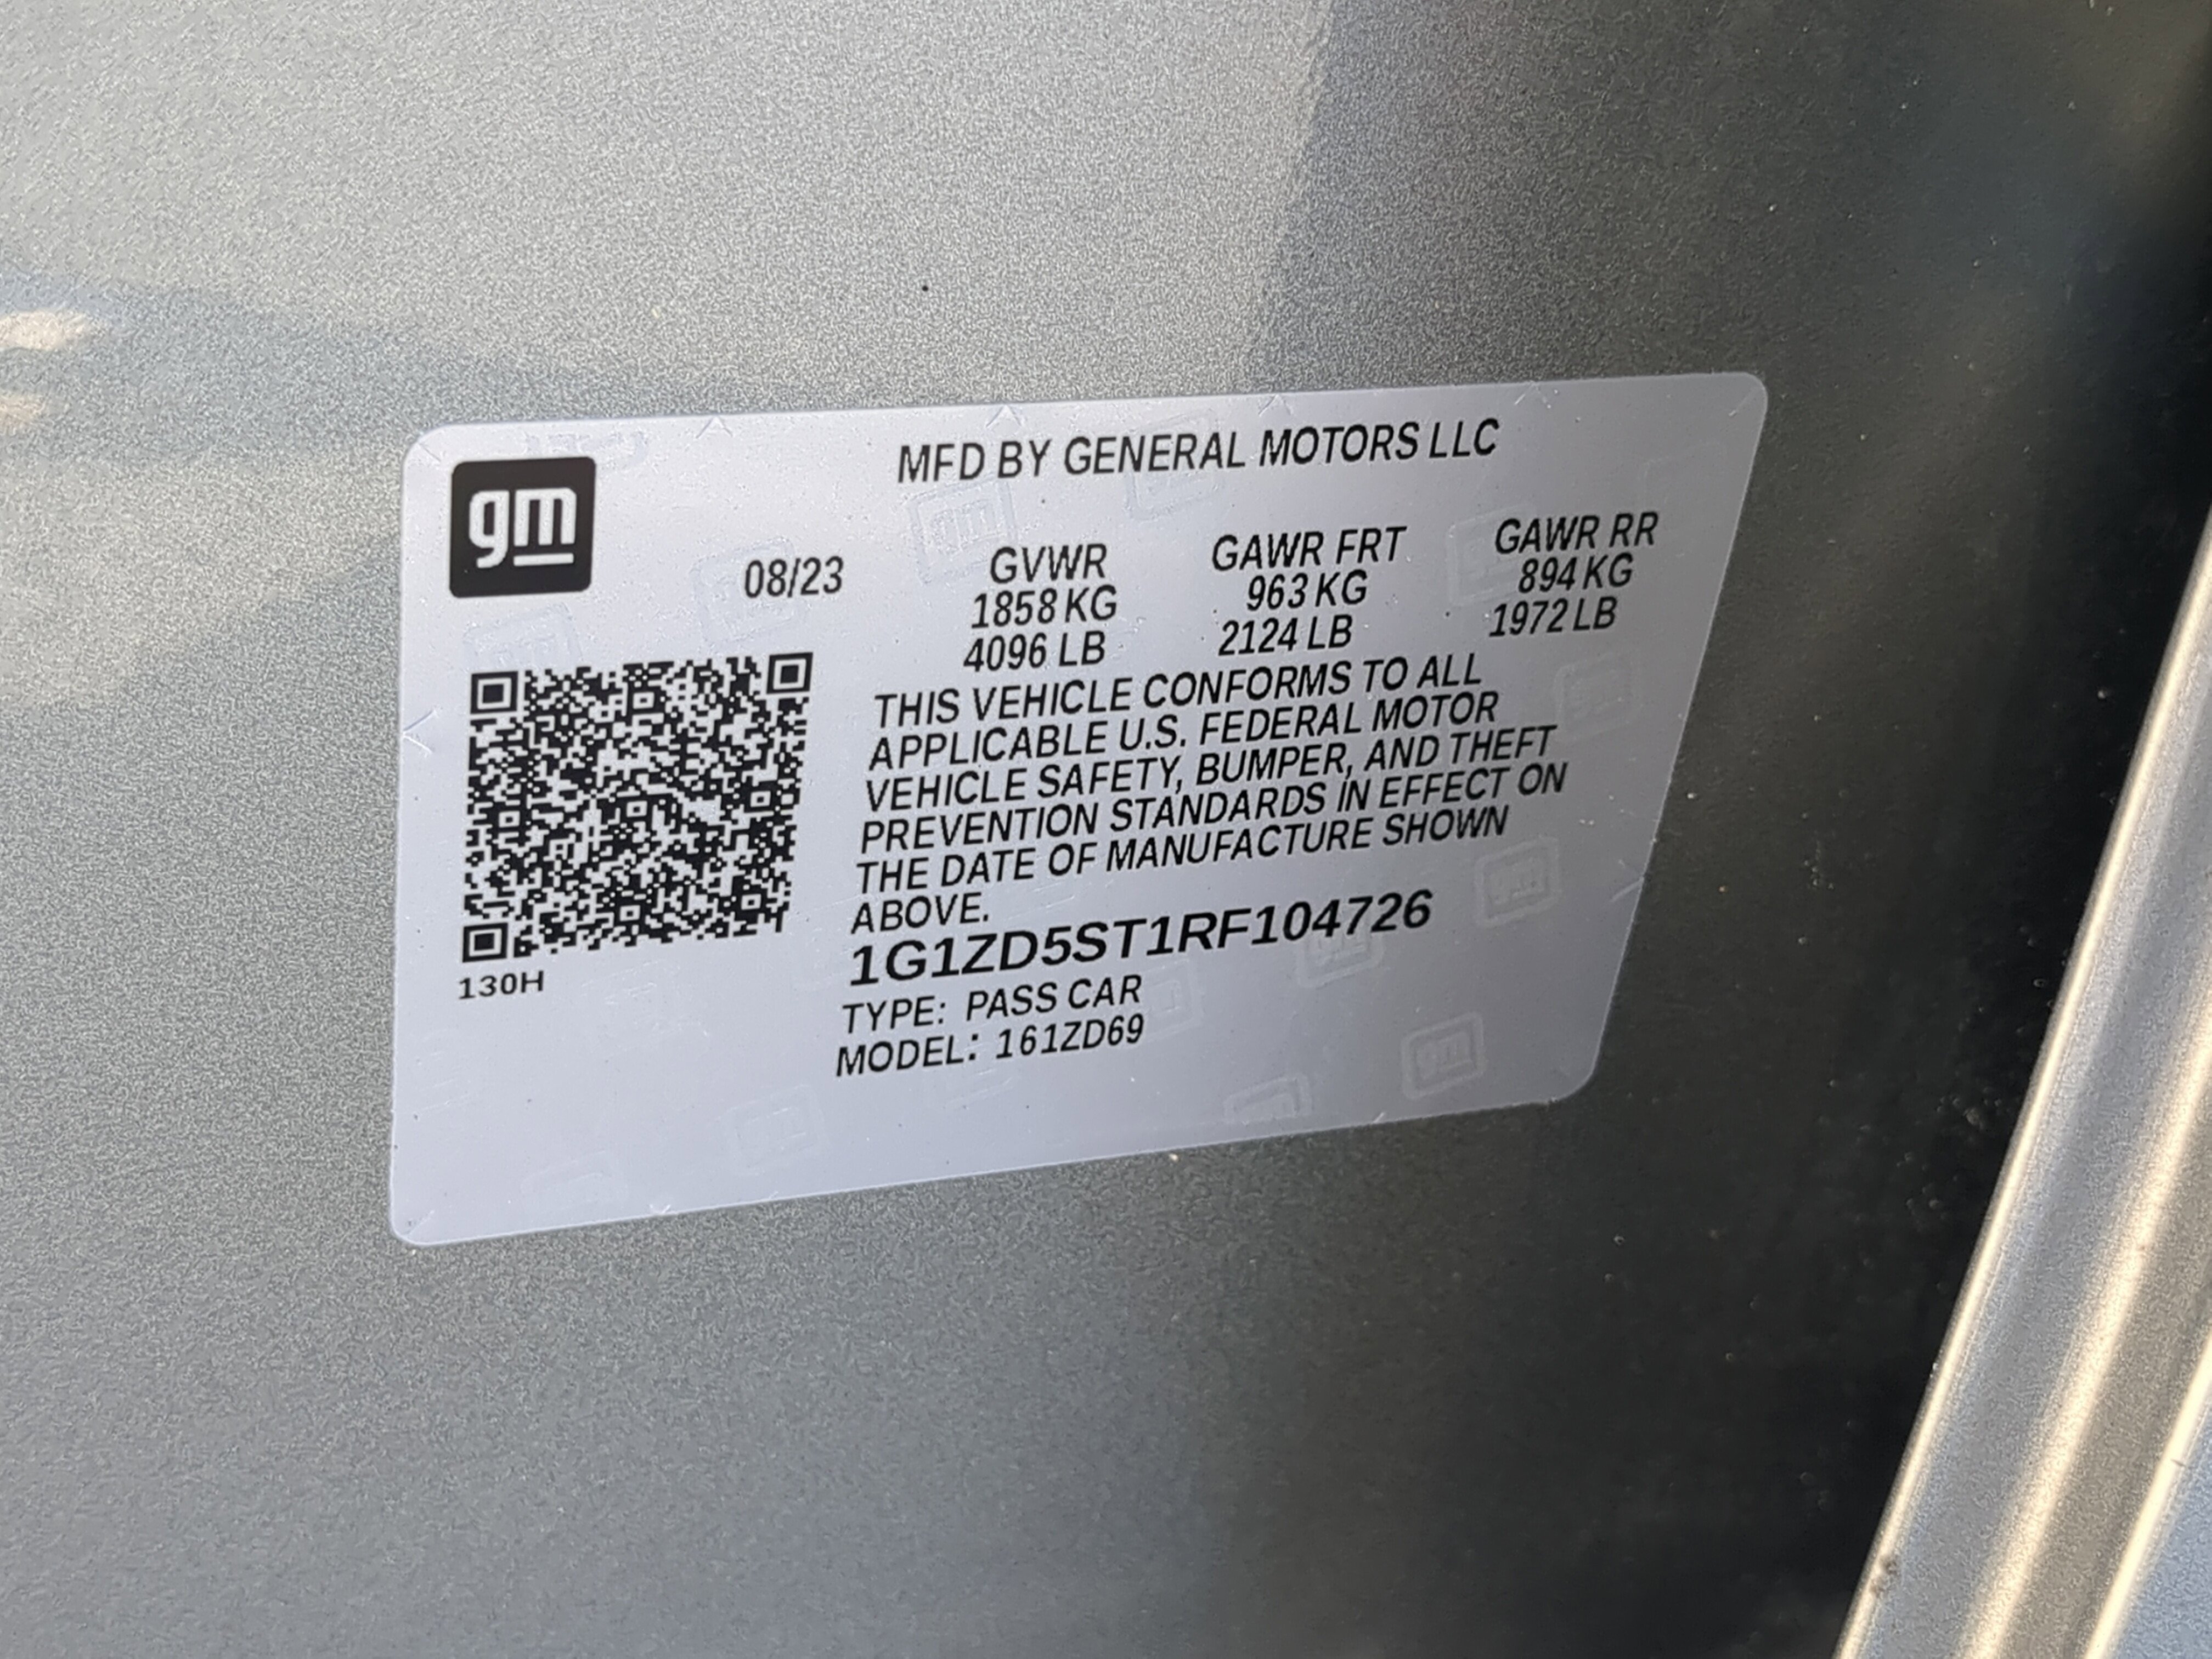 gm
MFD BY GENERAL MOTORS LLC
08/23
GVWR
1858 KG
4096 LB
GAWR FRT
963 KG
2124 LB
GAWR RR
894 KG
1972 LB
THIS VEHICLE CONFORMS TO ALL
APPLICABLE U.S. FEDERAL MOTOR
VEHICLE SAFETY, BUMPER, AND THEFT
PREVENTION STANDARDS IN EFFECT ON
THE DATE OF MANUFACTURE SHOWN
ABOVE.
1G1ZD5ST1RF104726
TYPE: PASS CAR
MODEL: 161ZD69
130H